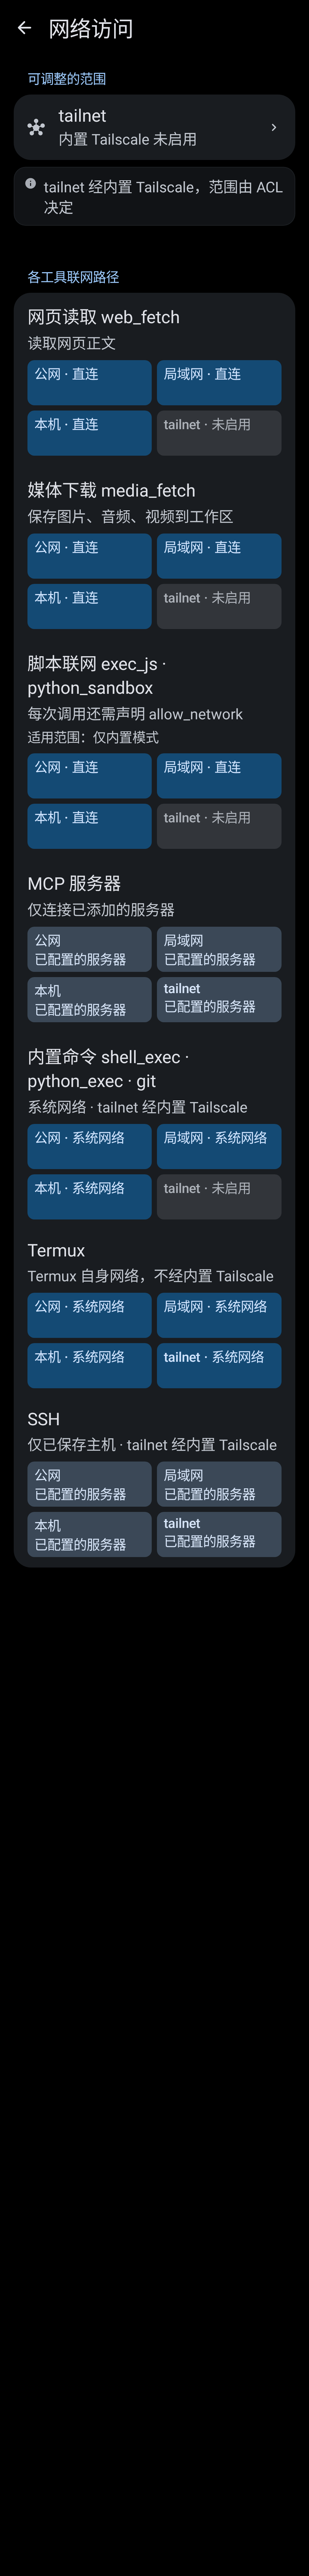 网络访问
可调整的范围
tailnet
内置 Tailscale 未启用
tailnet 经内置 Tailscale，范围由 ACL
决定
各工具联网路径
网页读取 web_fetch
读取网页正文
公网 · 直连
局域网 · 直连
本机 · 直连
tailnet · 未启用
媒体下载 media_fetch
保存图片、音频、视频到工作区
公网 · 直连
局域网 · 直连
本机 · 直连
tailnet · 未启用
脚本联网 exec_js ·
python_sandbox
每次调用还需声明 allow_network
适用范围：仅内置模式
公网 · 直连
局域网 · 直连
本机 · 直连
tailnet · 未启用
MCP 服务器
仅连接已添加的服务器
公网
已配置的服务器
局域网
已配置的服务器
本机
已配置的服务器
tailnet
已配置的服务器
内置命令 shell_exec ·
python_exec · git
系统网络 · tailnet 经内置 Tailscale
公网 · 系统网络
局域网 · 系统网络
本机 · 系统网络
tailnet · 未启用
Termux
Termux 自身网络，不经内置 Tailscale
公网 · 系统网络
局域网 · 系统网络
本机 · 系统网络
tailnet · 系统网络
SSH
仅已保存主机 · tailnet 经内置 Tailscale
公网
已配置的服务器
局域网
已配置的服务器
本机
已配置的服务器
tailnet
已配置的服务器